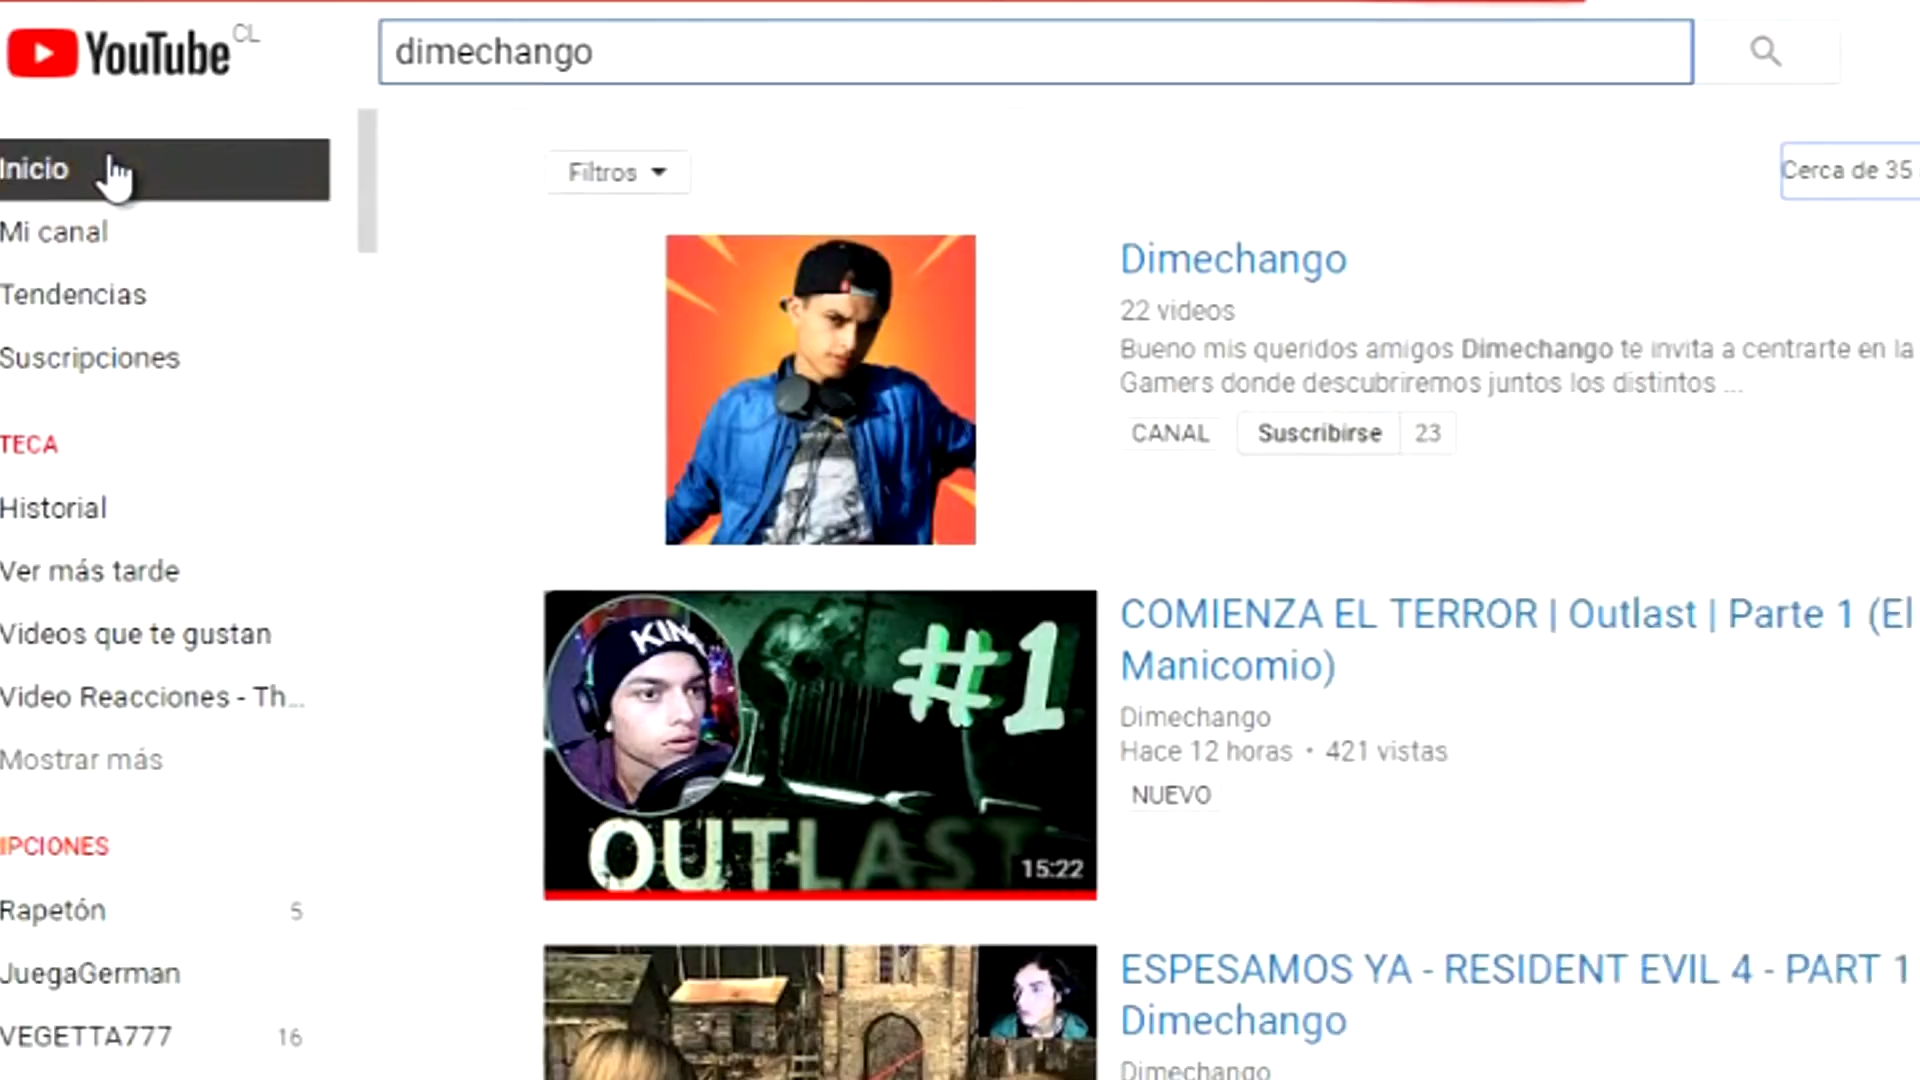 YouTube CL
dimechango
Inicio
Mi canal
Tendencias
Suscripciones
TECA
Historial
Ver más tarde
Videos que te gustan
Video Reacciones - Th...
Mostrar más
IPCIONES
Rapetón 5
JuegaGerman
VEGETTA777 16
Filtros
Cerca de 35
Dimechango
22 videos
Bueno mis queridos amigos Dimechango te invita a centrarte en la
Gamers donde descubriremos juntos los distintos ...
CANAL Suscribirse 23
KING
#1
OUTLAST
15:22
COMIENZA EL TERROR | Outlast | Parte 1 (El
Manicomio)
Dimechango
Hace 12 horas • 421 vistas
NUEVO
ESPESAMOS YA - RESIDENT EVIL 4 - PART 1
Dimechango
Dimechango